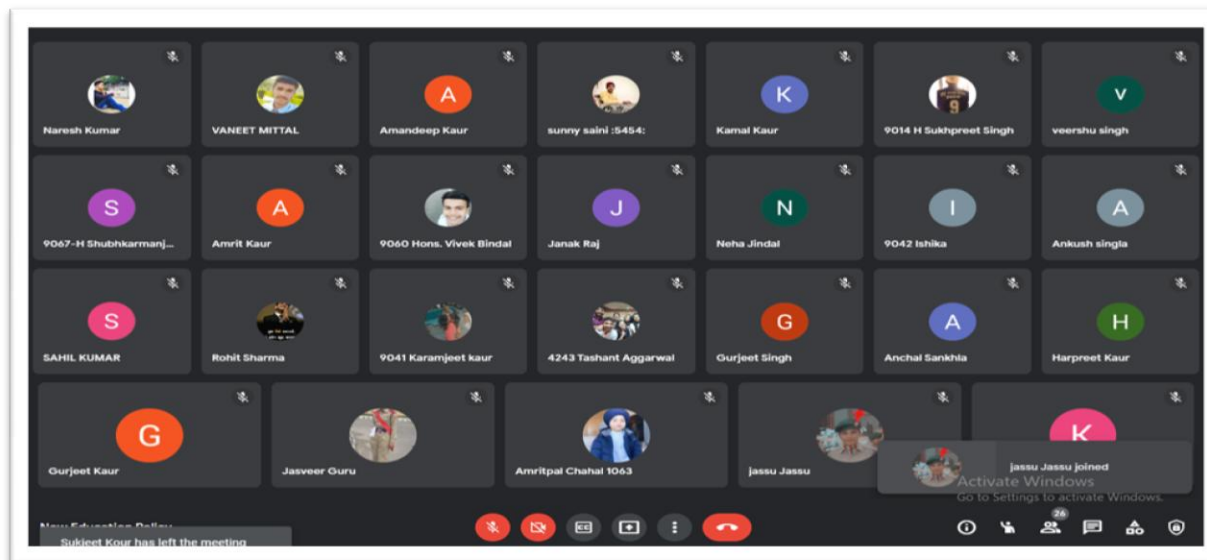 Naresh Kumar
VANEET MITTAL
A
Amandeep Kaur
sunny saini :5454:
K
Kamal Kaur
9
9014 H Sukhpreet Singh
V
veershu singh
S
9067-H Shubhkarmanj...
A
Amrit Kaur
9060 Hons. Vivek Bindal
J
Janak Raj
N
Neha Jindal
I
9042 Ishika
A
Ankush singla
S
SAHIL KUMAR
Rohit Sharma
9041 Karamjeet kaur
4243 Tashant Aggarwal
G
Gurjeet Singh
A
Anchal Sankhla
H
Harpreet Kaur
G
Gurjeet Kaur
Jasveer Guru
Amritpal Chahal 1063
jassu Jassu
K
jassu Jassu joined
Activate Windows
Go to Settings to activate Windows.
New Education Policy
Sukjeet Kour has left the meeting
CC
26